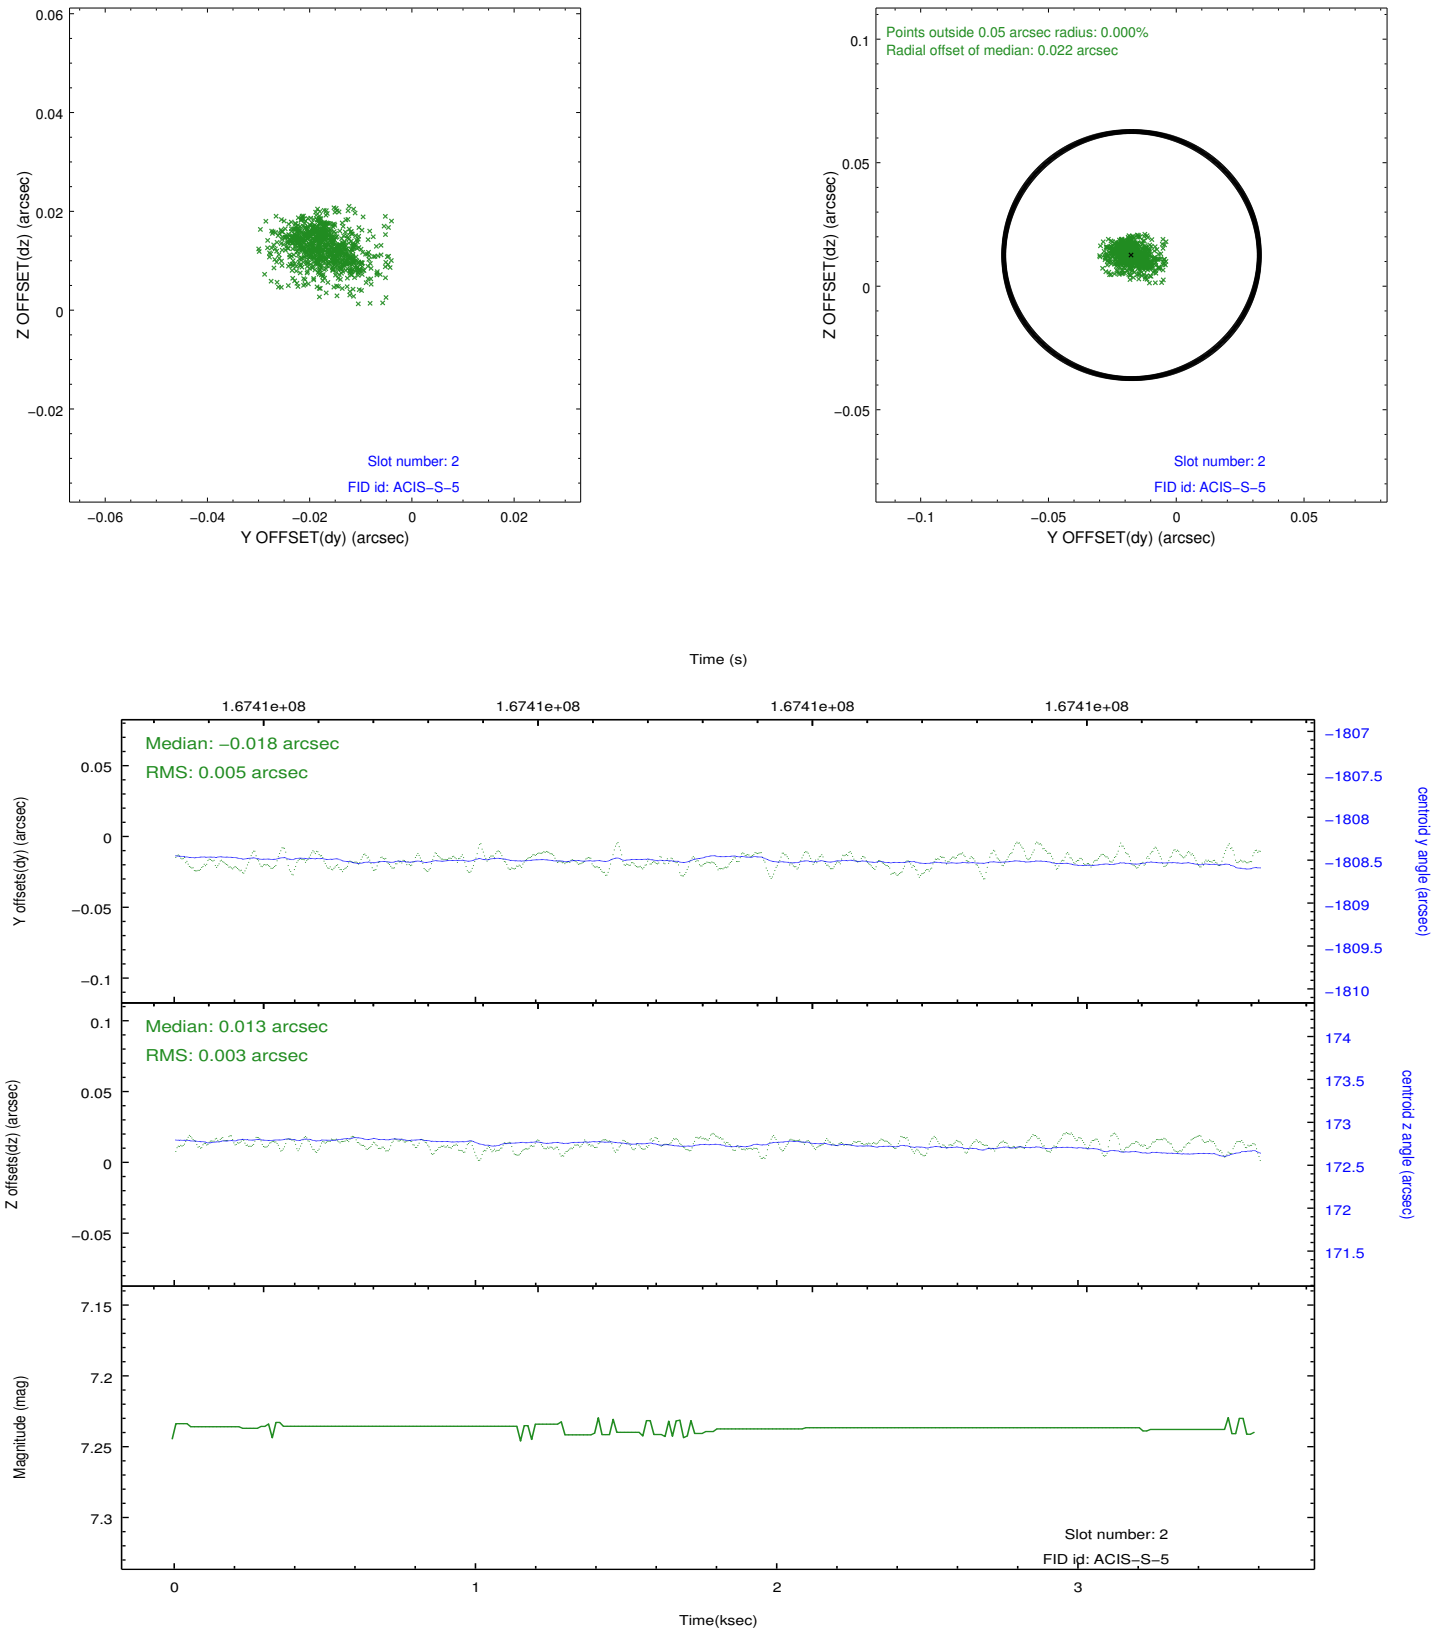 0.06
0.04
0.02
0
−0.02
Z OFFSET(dz) (arcsec)
Slot number: 2
FID id: ACIS−S−5
−0.06
−0.04
−0.02
0
0.02
Y OFFSET(dy) (arcsec)
Points outside 0.05 arcsec radius: 0.000%
Radial offset of median: 0.022 arcsec
0.1
0.05
0
−0.05
Z OFFSET(dz) (arcsec)
Slot number: 2
FID id: ACIS−S−5
−0.1
−0.05
0
0.05
Y OFFSET(dy) (arcsec)
Time (s)
1.6741e+08
1.6741e+08
1.6741e+08
1.6741e+08
Median: −0.018 arcsec
RMS: 0.005 arcsec
0.05
0
−0.05
−0.1
Y offsets(dy) (arcsec)
−1807
−1807.5
−1808
−1808.5
−1809
−1809.5
−1810
centroid y angle (arcsec)
Median: 0.013 arcsec
RMS: 0.003 arcsec
0.1
0.05
0
−0.05
Z offsets(dz) (arcsec)
174
173.5
173
172.5
172
171.5
centroid z angle (arcsec)
7.15
7.2
7.25
7.3
Magnitude (mag)
Slot number: 2
FID id: ACIS−S−5
0
1
2
3
Time(ksec)